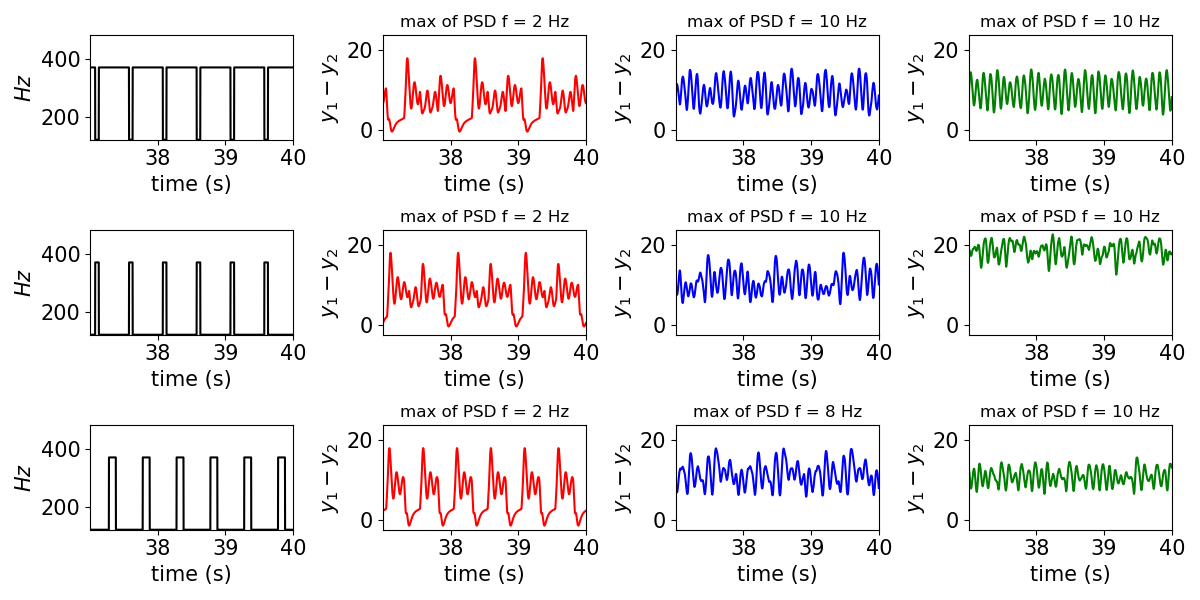 max of PSD f = 2 Hz
max of PSD f = 10 Hz
max of PSD f = 10 Hz
400
200
Hz
38 39 40
time (s)
20
0
y₁ − y₂
38 39 40
time (s)
20
0
y₁ − y₂
38 39 40
time (s)
20
0
y₁ − y₂
38 39 40
time (s)
max of PSD f = 2 Hz
max of PSD f = 10 Hz
max of PSD f = 10 Hz
400
200
Hz
38 39 40
time (s)
20
0
y₁ − y₂
38 39 40
time (s)
20
0
y₁ − y₂
38 39 40
time (s)
20
0
y₁ − y₂
38 39 40
time (s)
max of PSD f = 2 Hz
max of PSD f = 8 Hz
max of PSD f = 10 Hz
400
200
Hz
38 39 40
time (s)
20
0
y₁ − y₂
38 39 40
time (s)
20
0
y₁ − y₂
38 39 40
time (s)
20
0
y₁ − y₂
38 39 40
time (s)